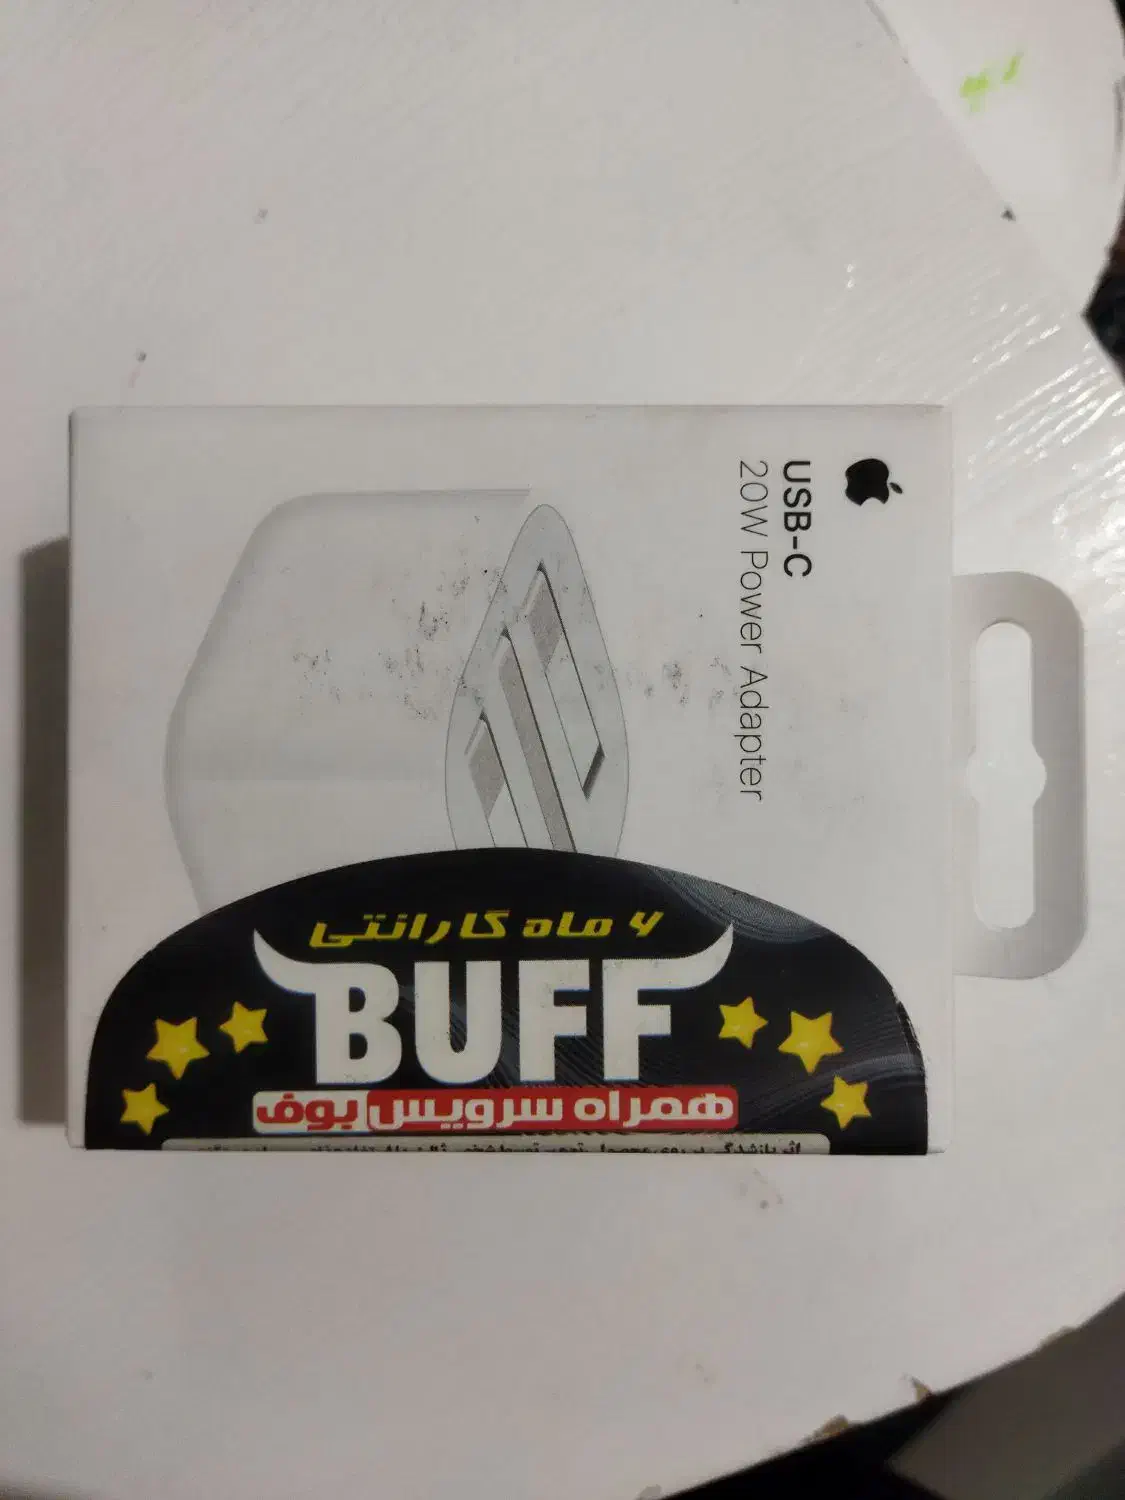 USB-C
20W Power Adapter
۶ ماه گارانتی
BUFF
همراه سرویس بوف